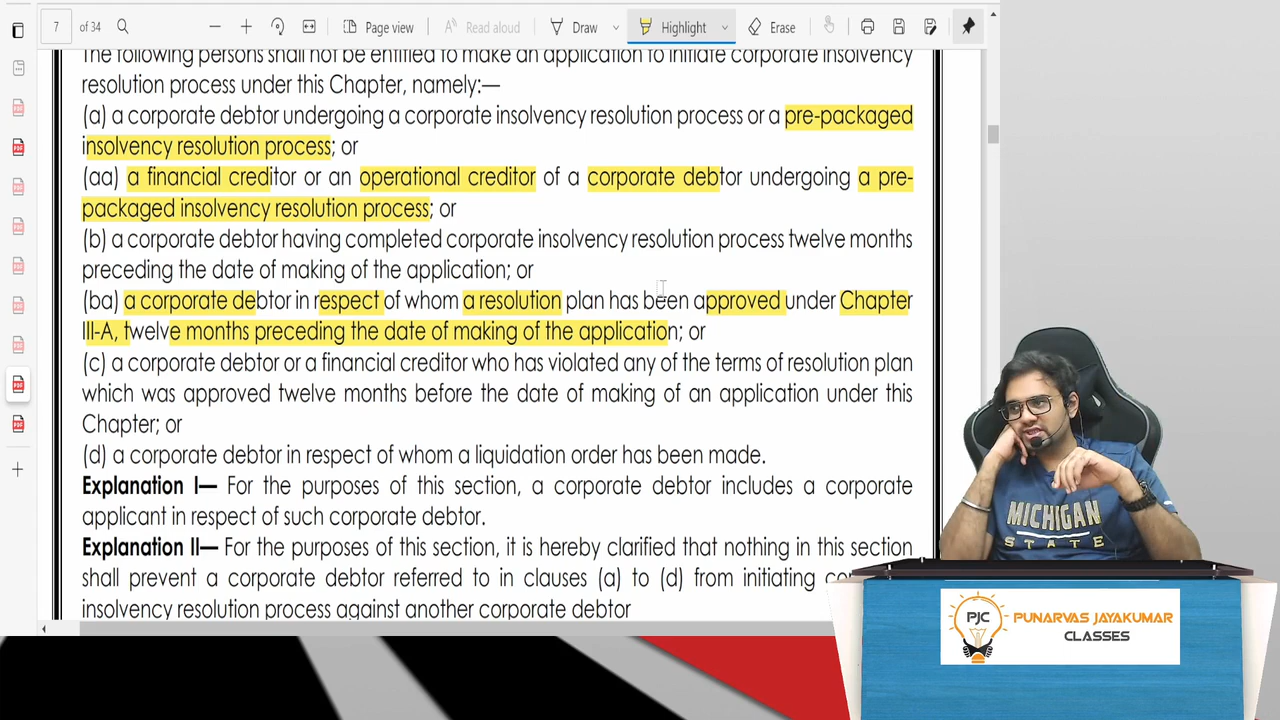 7 of 34 Page view Read aloud Draw Highlight Erase
The following persons shall not be entitled to make an application to initiate corporate insolvency
resolution process under this Chapter, namely:—
(a) a corporate debtor undergoing a corporate insolvency resolution process or a pre-packaged
insolvency resolution process; or
(aa) a financial creditor or an operational creditor of a corporate debtor undergoing a pre-
packaged insolvency resolution process; or
(b) a corporate debtor having completed corporate insolvency resolution process twelve months
preceding the date of making of the application; or
(ba) a corporate debtor in respect of whom a resolution plan has been approved under Chapter
III-A, twelve months preceding the date of making of the application; or
(c) a corporate debtor or a financial creditor who has violated any of the terms of resolution plan
which was approved twelve months before the date of making of an application under this
Chapter; or
(d) a corporate debtor in respect of whom a liquidation order has been made.
Explanation I— For the purposes of this section, a corporate debtor includes a corporate
applicant in respect of such corporate debtor.
Explanation II— For the purposes of this section, it is hereby clarified that nothing in this section
shall prevent a corporate debtor referred to in clauses (a) to (d) from initiating
insolvency resolution process against another corporate debtor
MICHIGAN
STATE
PJC
PUNARVAS JAYAKUMAR
CLASSES